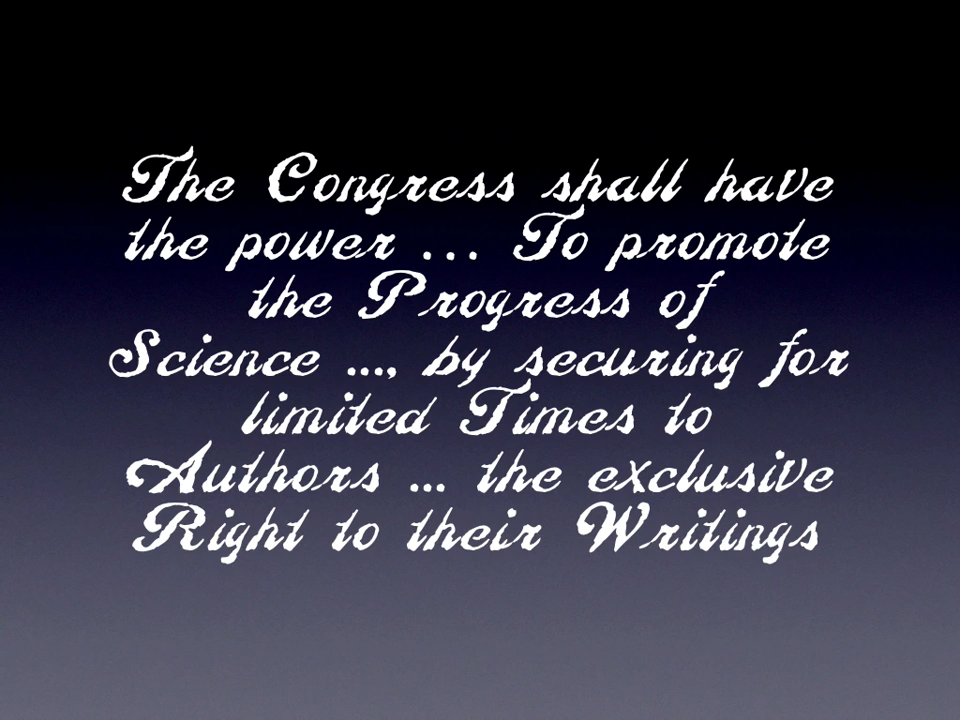 The Congress shall have
the power … To promote
the Progress of
Science ..., by securing for
limited Times to
Authors ... the exclusive
Right to their Writings